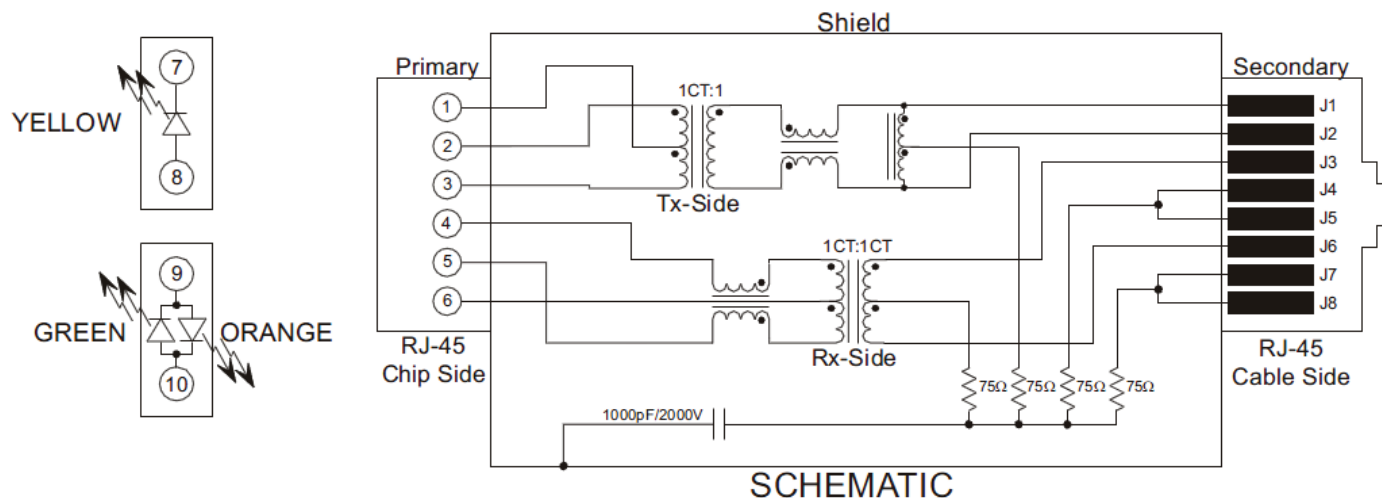 7
YELLOW
8
9
GREEN
ORANGE
10
Shield
Primary
Secondary
1
2
3
4
5
6
1CT:1
Tx-Side
1CT:1CT
Rx-Side
J1
J2
J3
J4
J5
J6
J7
J8
RJ-45
Chip Side
RJ-45
Cable Side
75Ω
75Ω
75Ω
75Ω
1000pF/2000V
SCHEMATIC